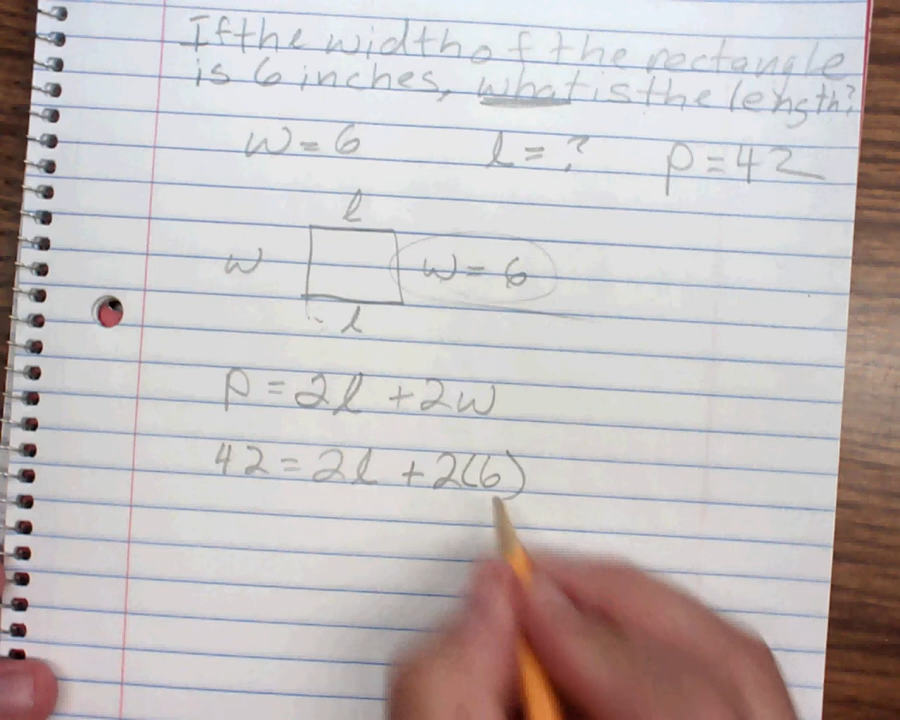 If the width of the rectangle
is 6 inches, what is the length?
w = 6 l = ? P = 42
l
w w = 6
l
P = 2l + 2w
42 = 2l + 2(6)